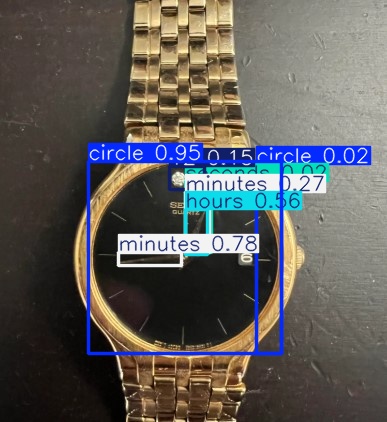 circle 0.95
0.15
circle 0.02
seconds 0.02
minutes 0.27
hours 0.56
QUARTZ
minutes 0.78
6